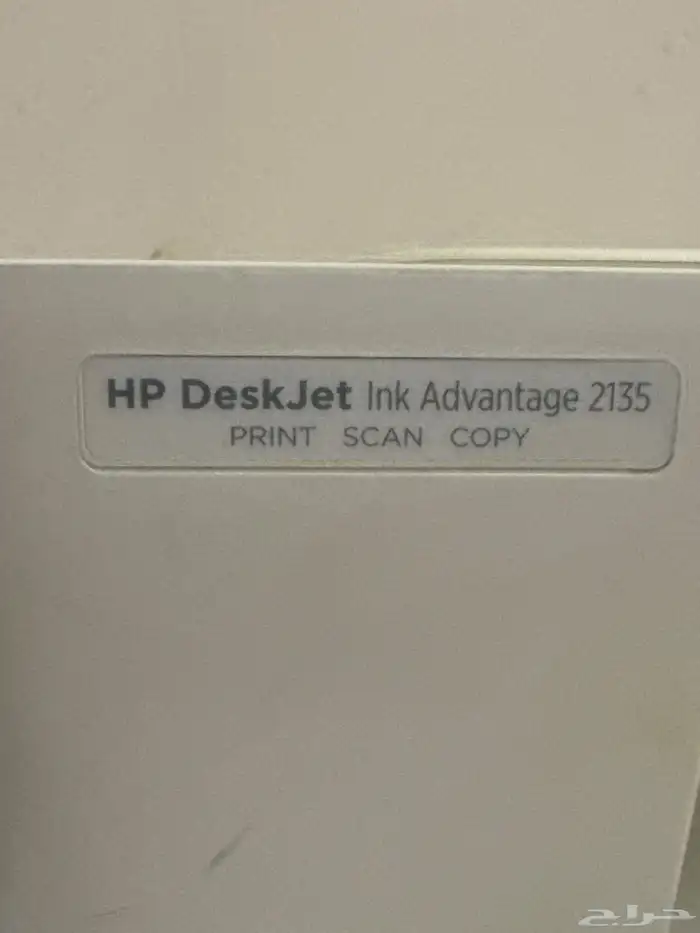 HP DeskJet Ink Advantage 2135
PRINT SCAN COPY
حراج